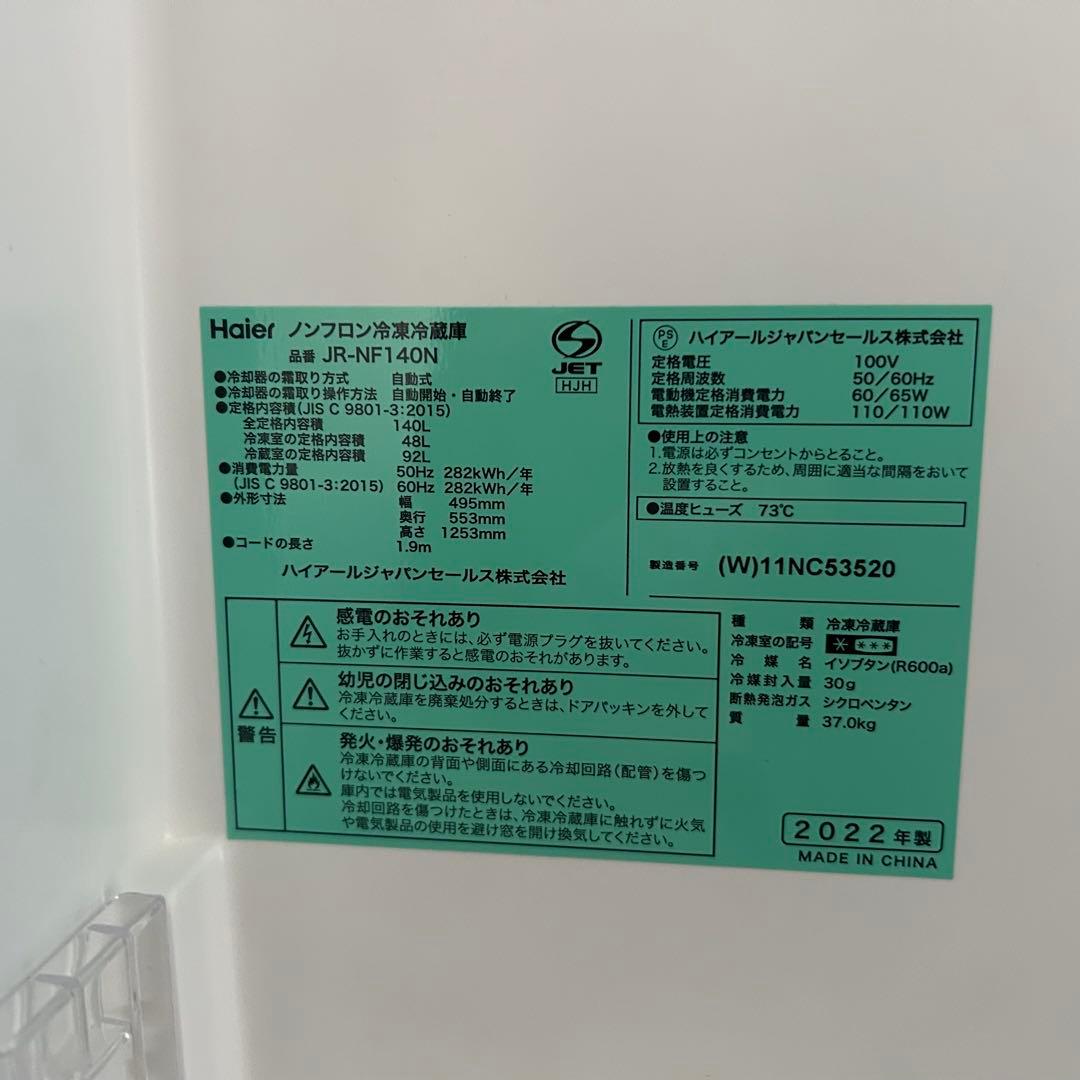 Haier ノンフロン冷凍冷蔵庫
品番 JR-NF140N
●冷却器の霜取り方式 自動式
●冷却器の霜取り操作方法 自動開始・自動終了
●定格内容積(JIS C 9801-3:2015)
全定格内容積 140L
冷凍室の定格内容積 48L
冷蔵室の定格内容積 92L
●消費電力量 50Hz 282kWh/年
(JIS C 9801-3:2015) 60Hz 282kWh/年
●外形寸法 幅 495mm
奥行 553mm
高さ 1253mm
●コードの長さ 1.9m
ハイアールジャパンセールス株式会社
JET
HJH
PSE ハイアールジャパンセールス株式会社
定格電圧 100V
定格周波数 50/60Hz
電動機定格消費電力 60/65W
電熱装置定格消費電力 110/110W
●使用上の注意
1.電源は必ずコンセントからとること。
2.放熱を良くするため、周囲に適当な間隔をおいて
設置すること。
●温度ヒューズ 73℃
製造番号 (W)11NC53520
警告
感電のおそれあり
お手入れのときには、必ず電源プラグを抜いてください。
抜かずに作業すると感電のおそれがあります。
幼児の閉じ込みのおそれあり
冷凍冷蔵庫を廃棄処分するときは、ドアパッキンを外して
ください。
発火・爆発のおそれあり
冷凍冷蔵庫の背面や側面にある冷却回路(配管)を傷つ
けないでください。
庫内では電気製品を使用しないでください。
冷却回路を傷つけたときは、冷凍冷蔵庫に触れずに火気
や電気製品の使用を避け窓を開け換気してください。
種類 冷凍冷蔵庫
冷凍室の記号 * ***
冷媒名 イソブタン(R600a)
冷媒封入量 30g
断熱発泡ガス シクロペンタン
質量 37.0kg
2022年製
MADE IN CHINA